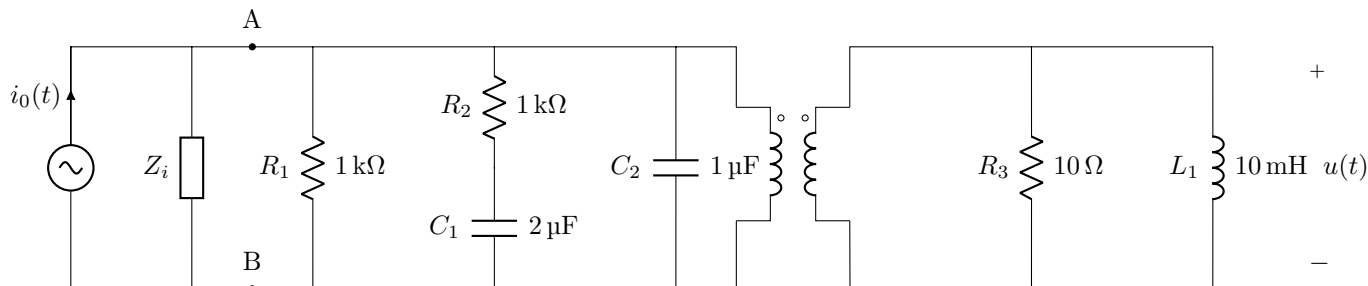 A
i₀(t)
Zᵢ
R₁
1 kΩ
R₂
1 kΩ
C₁
2 µF
C₂
1 µF
R₃
10 Ω
L₁
10 mH
+
u(t)
−
B